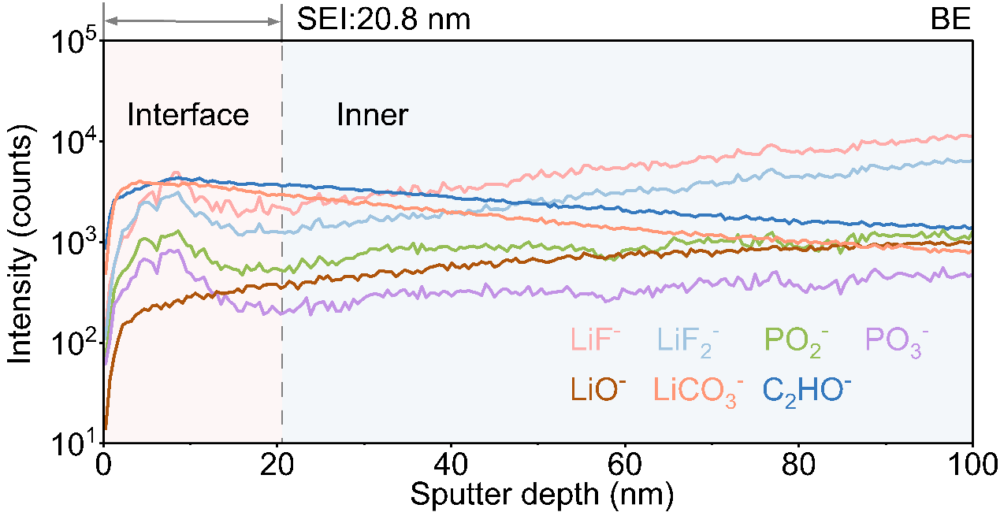 SEI:20.8 nm
BE
10⁵
10⁴
10³
10²
10¹
Intensity (counts)
Interface
Inner
LiF⁻
LiF₂⁻
PO₂⁻
PO₃⁻
LiO⁻
LiCO₃⁻
C₂HO⁻
0
20
40
60
80
100
Sputter depth (nm)